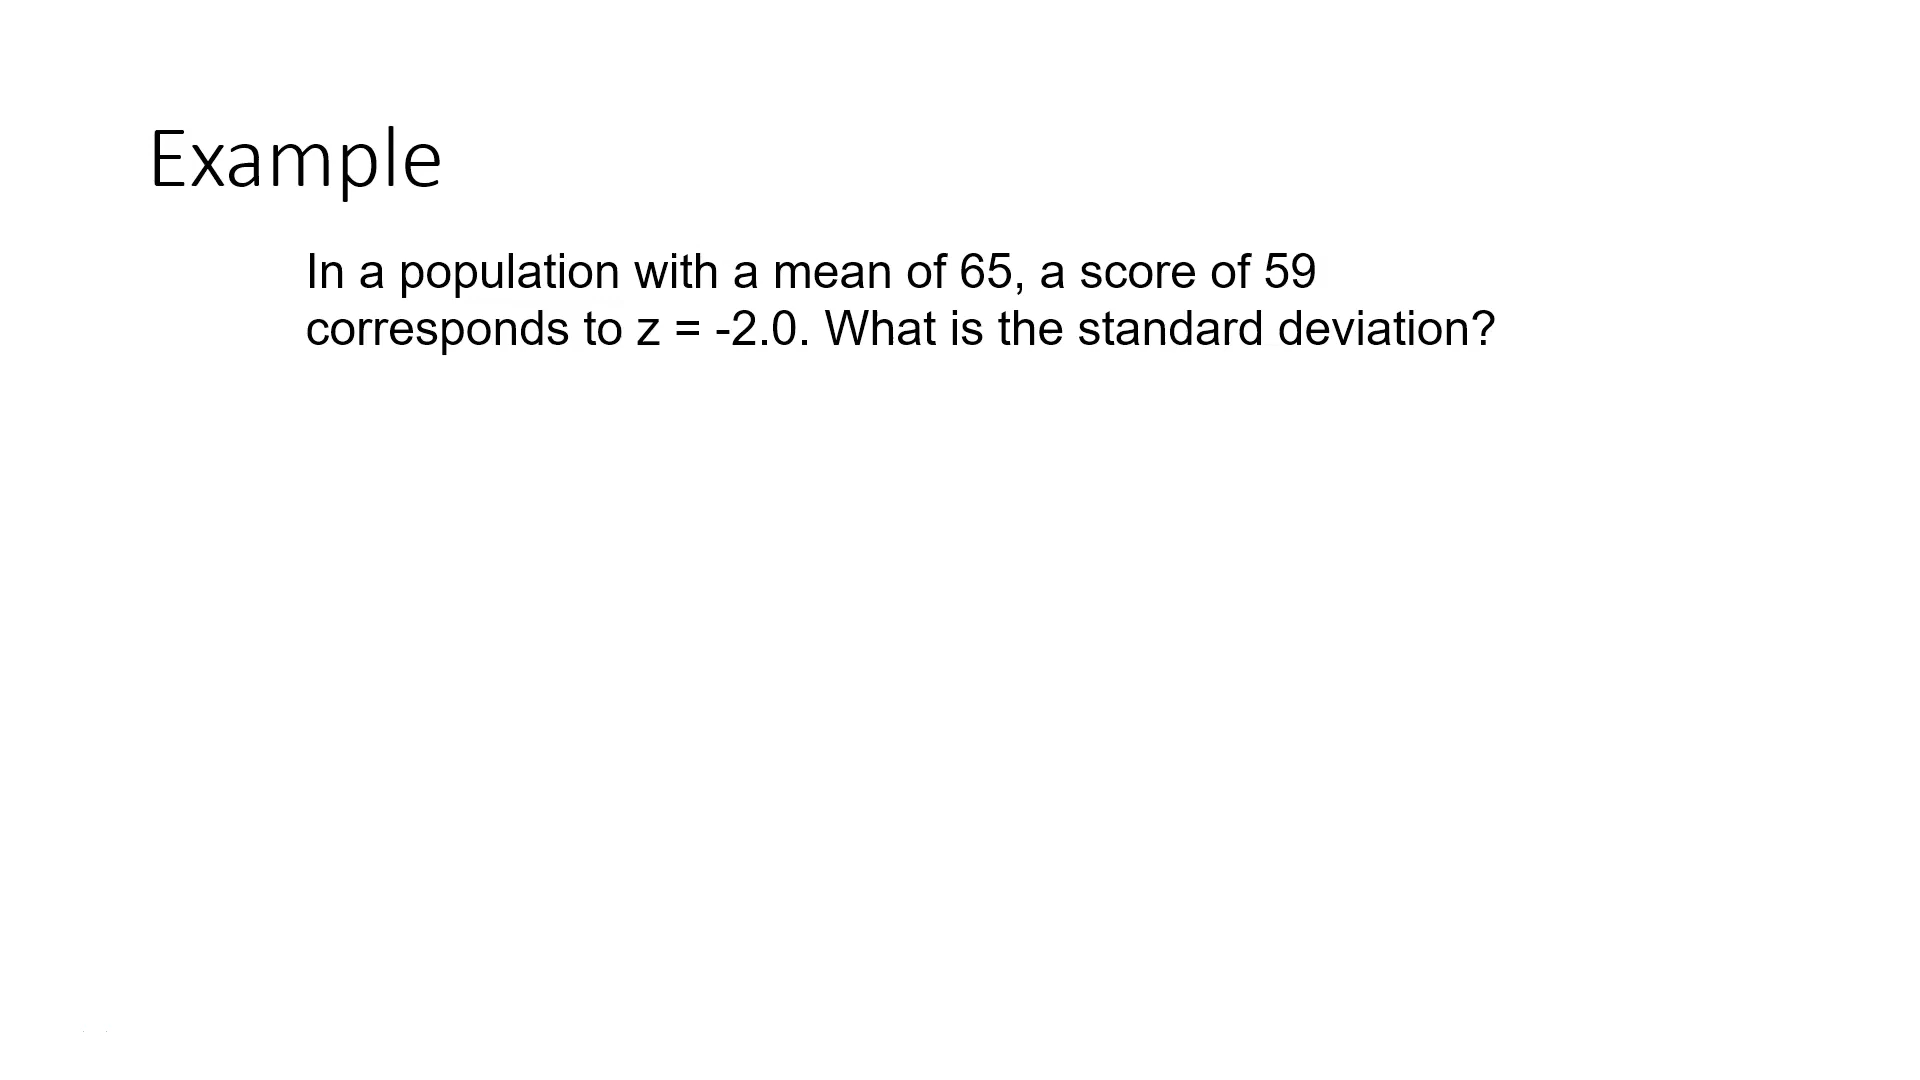 Example
In a population with a mean of 65, a score of 59
corresponds to z = -2.0. What is the standard deviation?